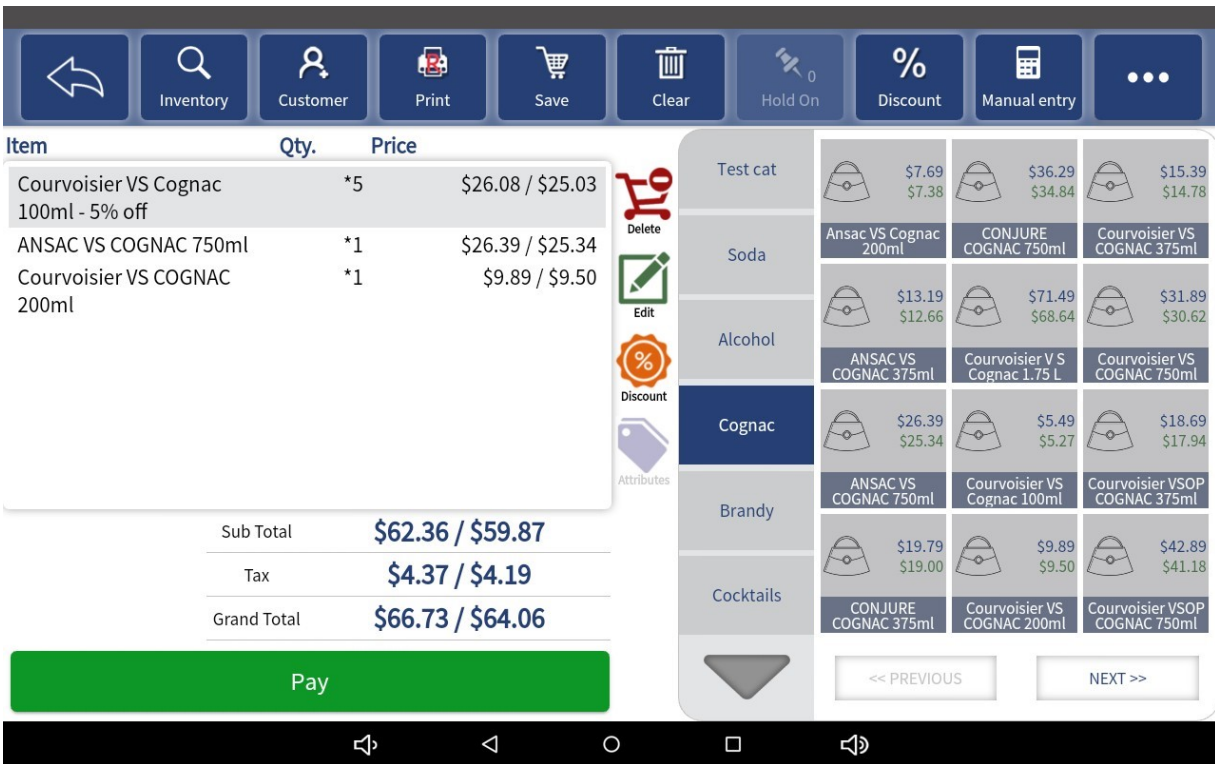 Inventory
Customer
Print
Save
Clear
Hold On
0
Discount
Manual entry
Item Qty. Price
Courvoisier VS Cognac *5 $26.08 / $25.03
100ml - 5% off
ANSAC VS COGNAC 750ml *1 $26.39 / $25.34
Courvoisier VS COGNAC *1 $9.89 / $9.50
200ml
Delete
Edit
%
Discount
Attributes
Sub Total $62.36 / $59.87
Tax $4.37 / $4.19
Grand Total $66.73 / $64.06
Pay
Test cat
Soda
Alcohol
Cognac
Brandy
Cocktails
$7.69
$7.38
Ansac VS Cognac
200ml
$36.29
$34.84
CONJURE
COGNAC 750ml
$15.39
$14.78
Courvoisier VS
COGNAC 375ml
$13.19
$12.66
ANSAC VS
COGNAC 375ml
$71.49
$68.64
Courvoisier V S
Cognac 1.75 L
$31.89
$30.62
Courvoisier VS
COGNAC 750ml
$26.39
$25.34
ANSAC VS
COGNAC 750ml
$5.49
$5.27
Courvoisier VS
Cognac 100ml
$18.69
$17.94
Courvoisier VSOP
COGNAC 375ml
$19.79
$19.00
CONJURE
COGNAC 375ml
$9.89
$9.50
Courvoisier VS
COGNAC 200ml
$42.89
$41.18
Courvoisier VSOP
COGNAC 750ml
<< PREVIOUS
NEXT >>